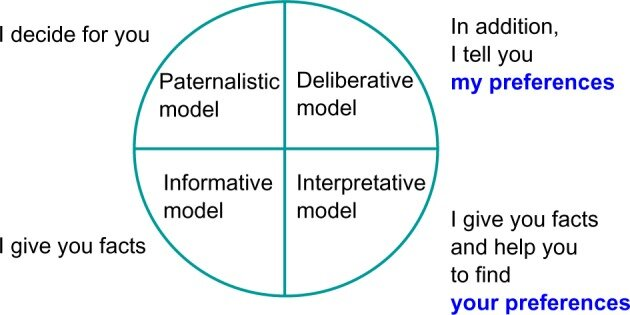 I decide for you
In addition,
I tell you
my preferences
Paternalistic
model
Deliberative
model
Informative
model
Interpretative
model
I give you facts
I give you facts
and help you
to find
your preferences